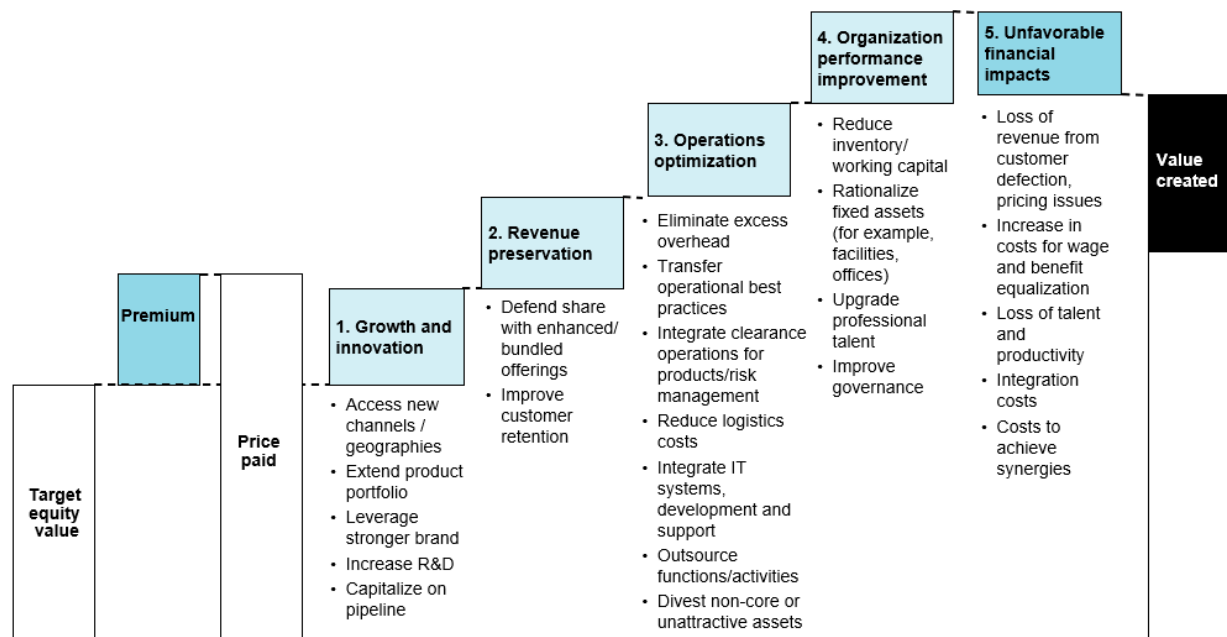 Target
equity
value
Premium
Price
paid
1. Growth and
innovation
• Access new
channels /
geographies
• Extend product
portfolio
• Leverage
stronger brand
• Increase R&D
• Capitalize on
pipeline
2. Revenue
preservation
• Defend share
with enhanced/
bundled
offerings
• Improve
customer
retention
3. Operations
optimization
• Eliminate excess
overhead
• Transfer
operational best
practices
• Integrate clearance
operations for
products/risk
management
• Reduce logistics
costs
• Integrate IT
systems,
development and
support
• Outsource
functions/activities
• Divest non-core or
unattractive assets
4. Organization
performance
improvement
• Reduce
inventory/
working capital
• Rationalize
fixed assets
(for example,
facilities,
offices)
• Upgrade
professional
talent
• Improve
governance
5. Unfavorable
financial
impacts
• Loss of
revenue from
customer
defection,
pricing issues
• Increase in
costs for wage
and benefit
equalization
• Loss of talent
and
productivity
• Integration
costs
• Costs to
achieve
synergies
Value
created